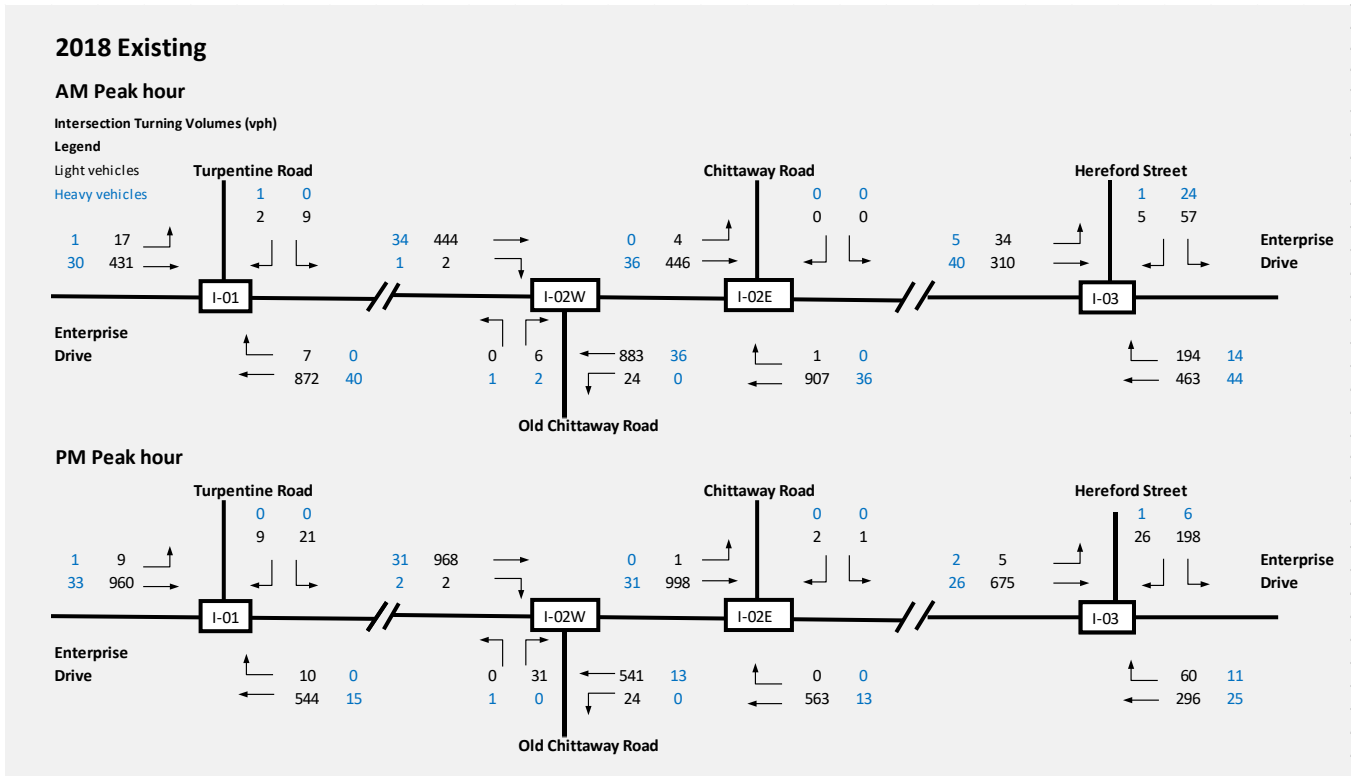 2018 Existing
AM Peak hour
Intersection Turning Volumes (vph)
Legend
Light vehicles
Heavy vehicles
Turpentine Road
Chittaway Road
Hereford Street
1 0
2 9
0 0
0 0
1 24
5 57
1 17
30 431
34 444
1 2
0 4
36 446
5 34
40 310
Enterprise
Drive
I-01
I-02W
I-02E
I-03
Enterprise
Drive
7 0
872 40
0 6
1 2
883 36
24 0
1 0
907 36
194 14
463 44
Old Chittaway Road
PM Peak hour
Turpentine Road
Chittaway Road
Hereford Street
0 0
9 21
0 0
2 1
1 6
26 198
1 9
33 960
31 968
2 2
0 1
31 998
2 5
26 675
Enterprise
Drive
I-01
I-02W
I-02E
I-03
Enterprise
Drive
10 0
544 15
0 31
1 0
541 13
24 0
0 0
563 13
60 11
296 25
Old Chittaway Road